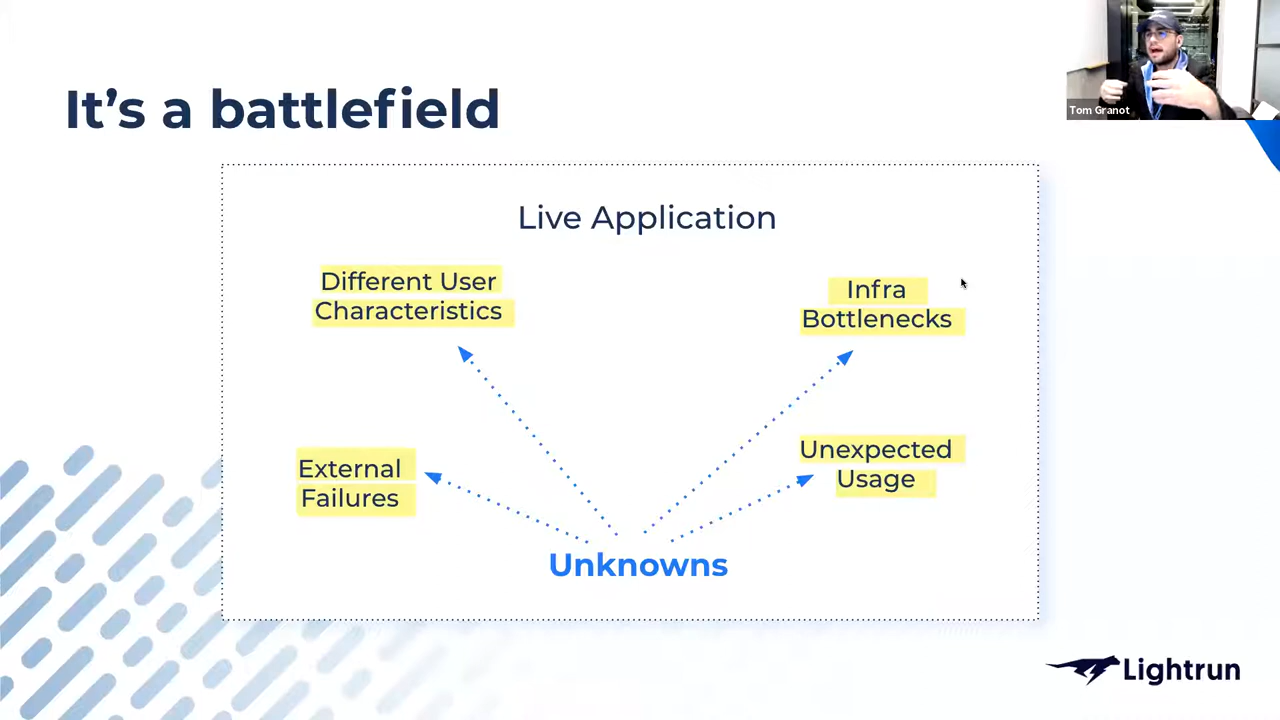 Tom Granot
It's a battlefield
Live Application
Different User
Characteristics
Infra
Bottlenecks
External
Failures
Unexpected
Usage
Unknowns
Lightrun